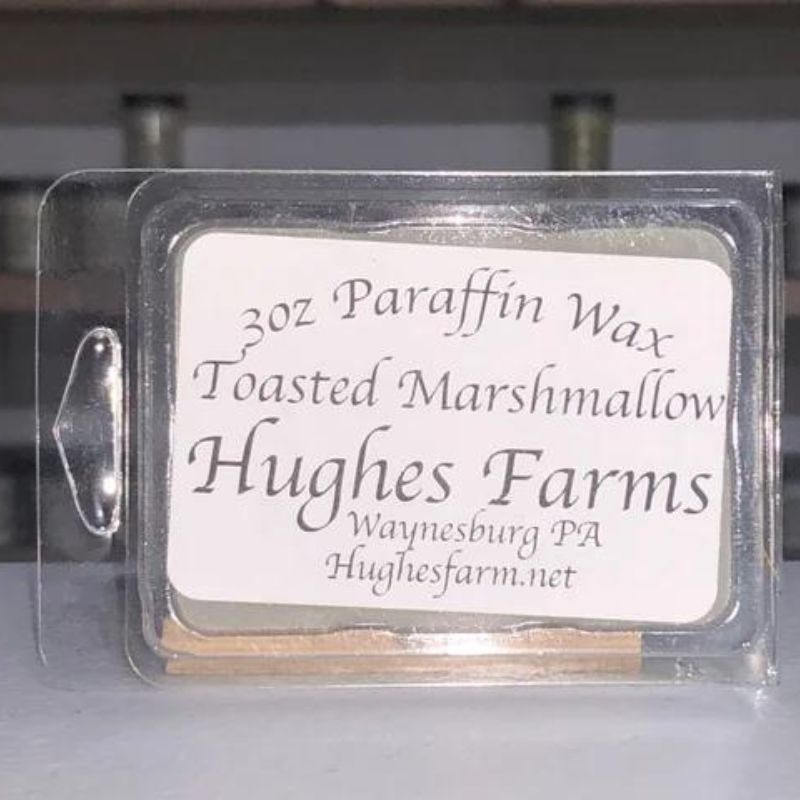 3oz Paraffin Wax
Toasted Marshmallow
Hughes Farms
Waynesburg PA
Hughesfarm.net